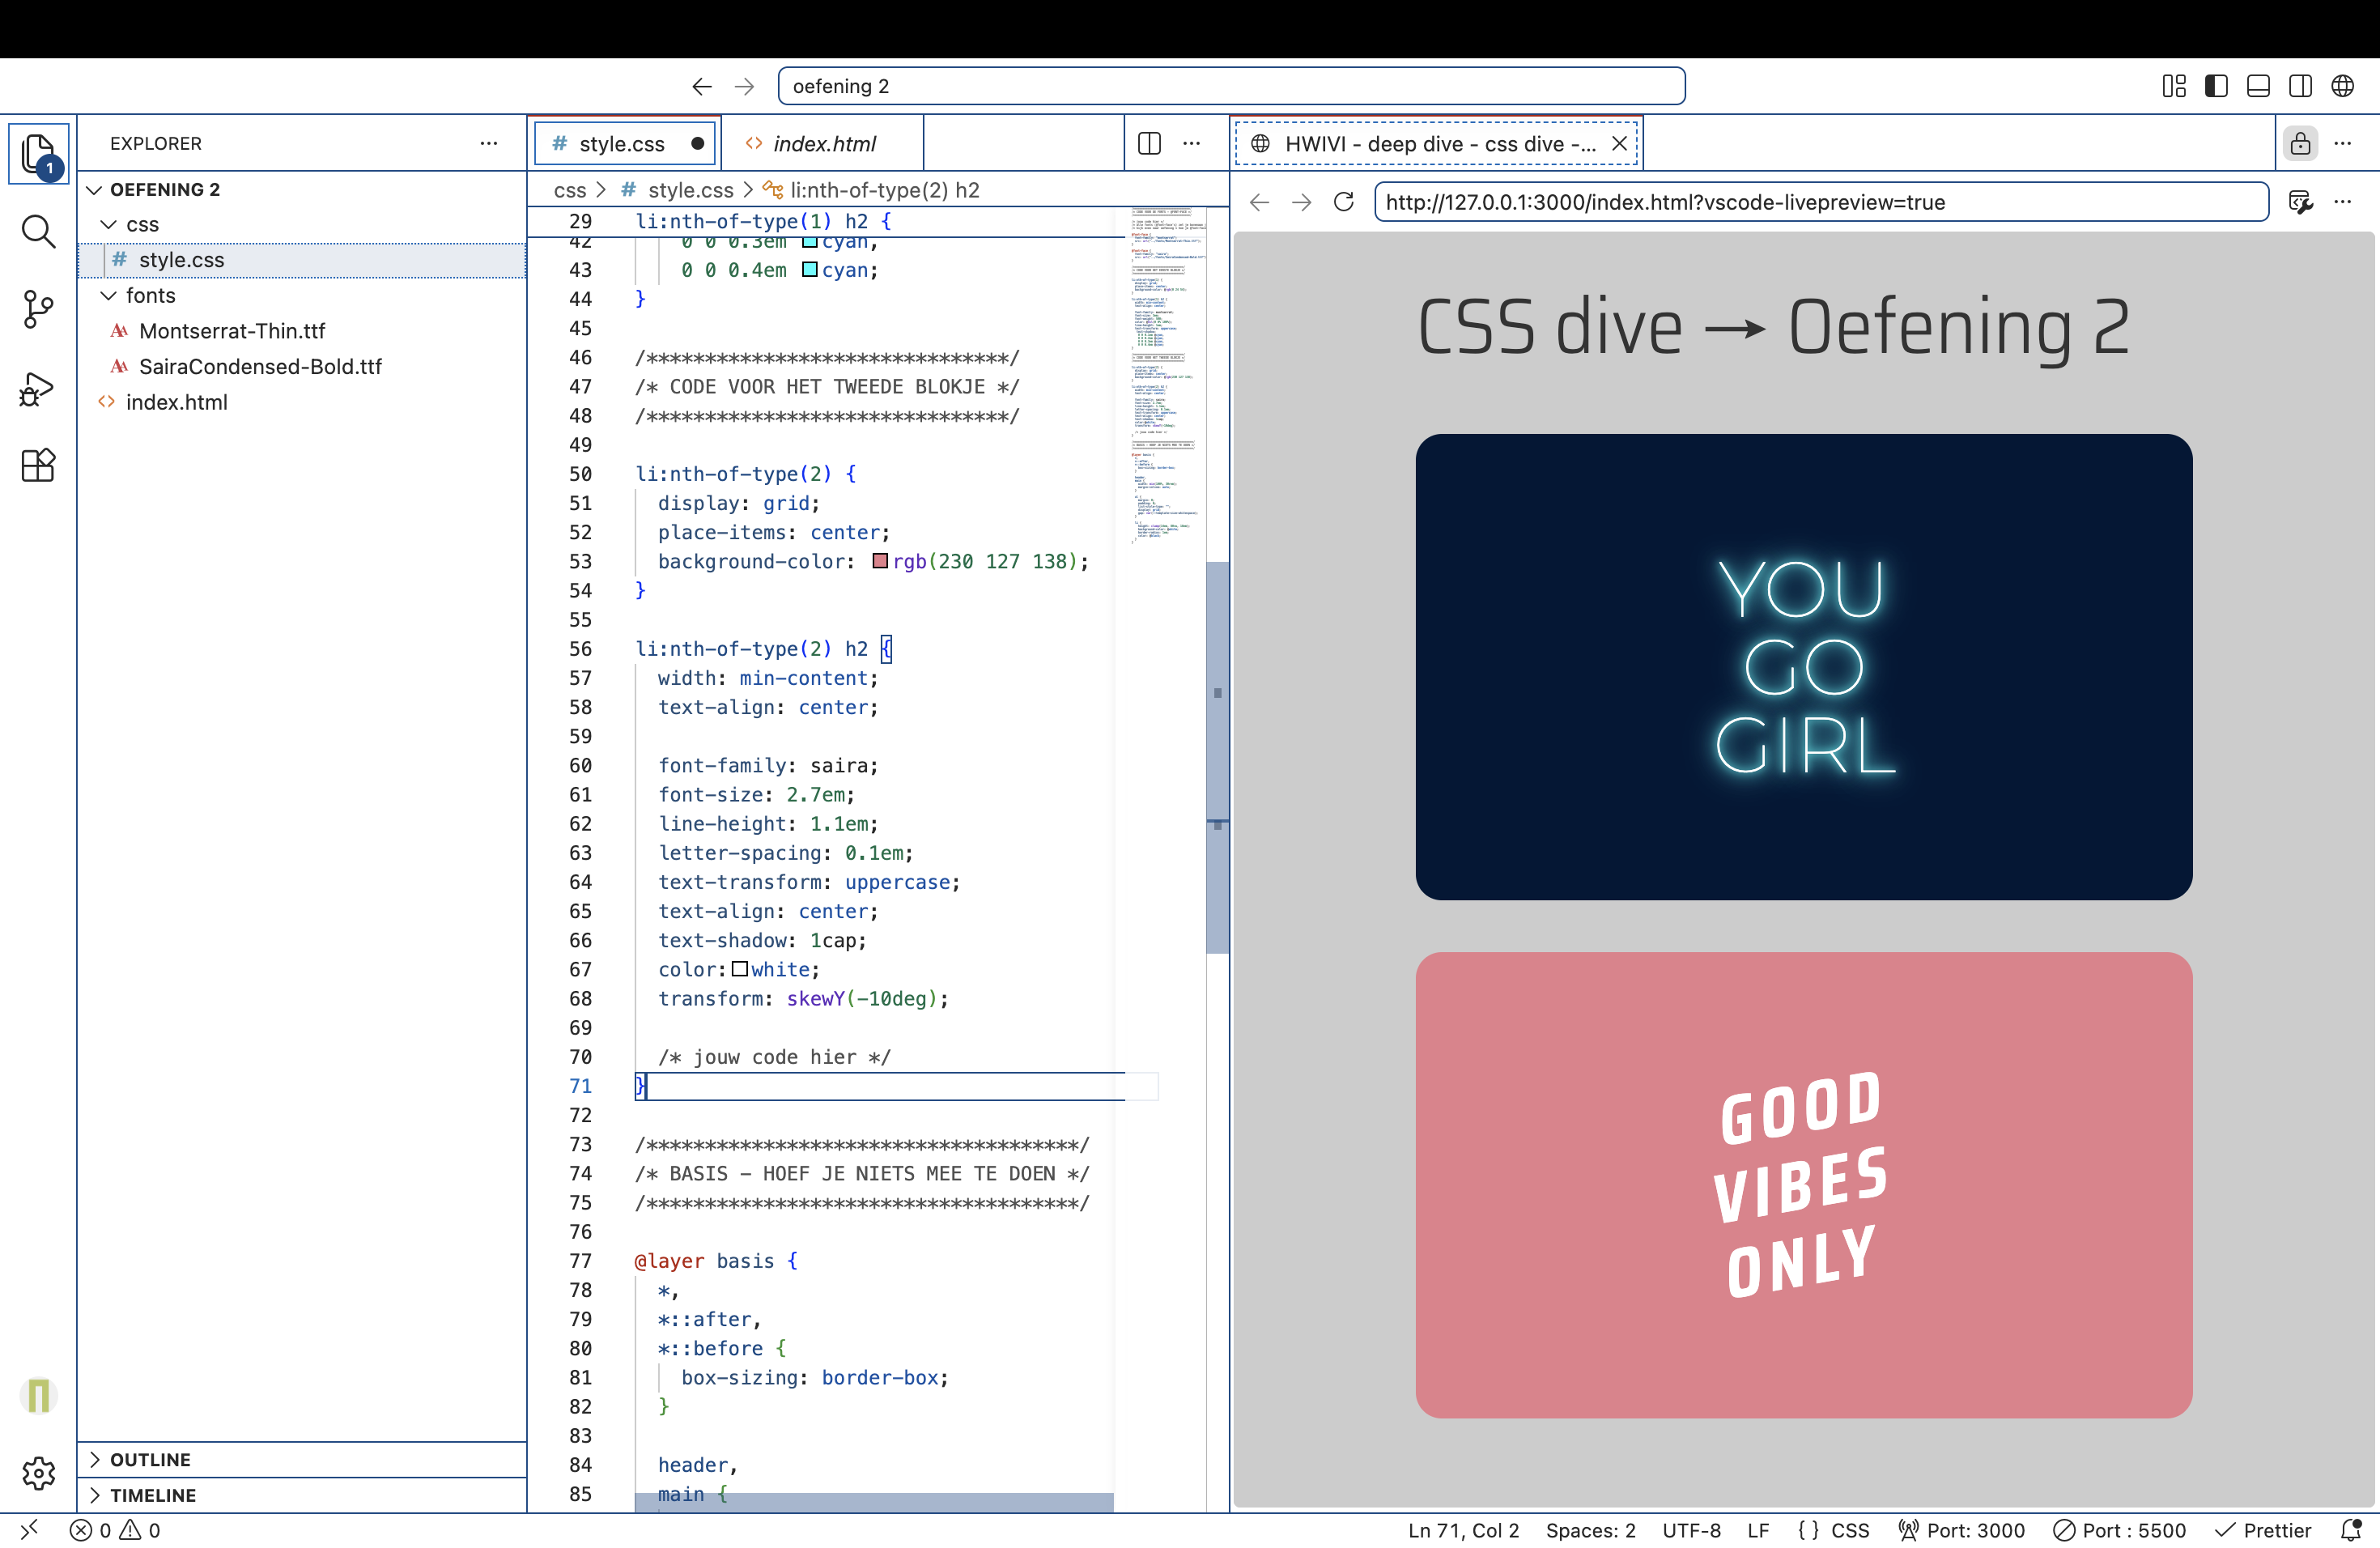 oefening 2
EXPLORER
OEFENING 2
css
# style.css
fonts
Montserrat-Thin.ttf
SairaCondensed-Bold.ttf
<> index.html
OUTLINE
TIMELINE
1
# style.css
<> index.html
css > # style.css > li:nth-of-type(2) h2
29 li:nth-of-type(1) h2 {
42 0 0 0.3em cyan,
43 0 0 0.4em cyan;
44 }
45
46 /*******************************/
47 /* CODE VOOR HET TWEEDE BLOKJE */
48 /*******************************/
49
50 li:nth-of-type(2) {
51 display: grid;
52 place-items: center;
53 background-color: rgb(230 127 138);
54 }
55
56 li:nth-of-type(2) h2 {
57 width: min-content;
58 text-align: center;
59
60 font-family: saira;
61 font-size: 2.7em;
62 line-height: 1.1em;
63 letter-spacing: 0.1em;
64 text-transform: uppercase;
65 text-align: center;
66 text-shadow: 1cap;
67 color: white;
68 transform: skewY(-10deg);
69
70 /* jouw code hier */
71 }
72
73 /*************************************/
74 /* BASIS - HOEF JE NIETS MEE TE DOEN */
75 /*************************************/
76
77 @layer basis {
78 *,
79 *::after,
80 *::before {
81 box-sizing: border-box;
82 }
83
84 header,
85 main {
HWIVI - deep dive - css dive -...
http://127.0.0.1:3000/index.html?vscode-livepreview=true
CSS dive → Oefening 2
YOU
GO
GIRL
GOOD
VIBES
ONLY
0 0
Ln 71, Col 2 Spaces: 2 UTF-8 LF { } CSS Port: 3000 Port : 5500 Prettier